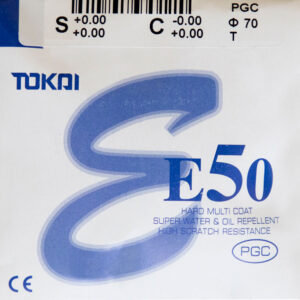 PGC
S +0.00 C -0.00 Φ 70
+0.00 +0.00 T
TOKAI
E
E50
HARD MULTI COAT
SUPER WATER & OIL REPELLENT
HIGH SCRATCH RESISTANCE
PGC
CE